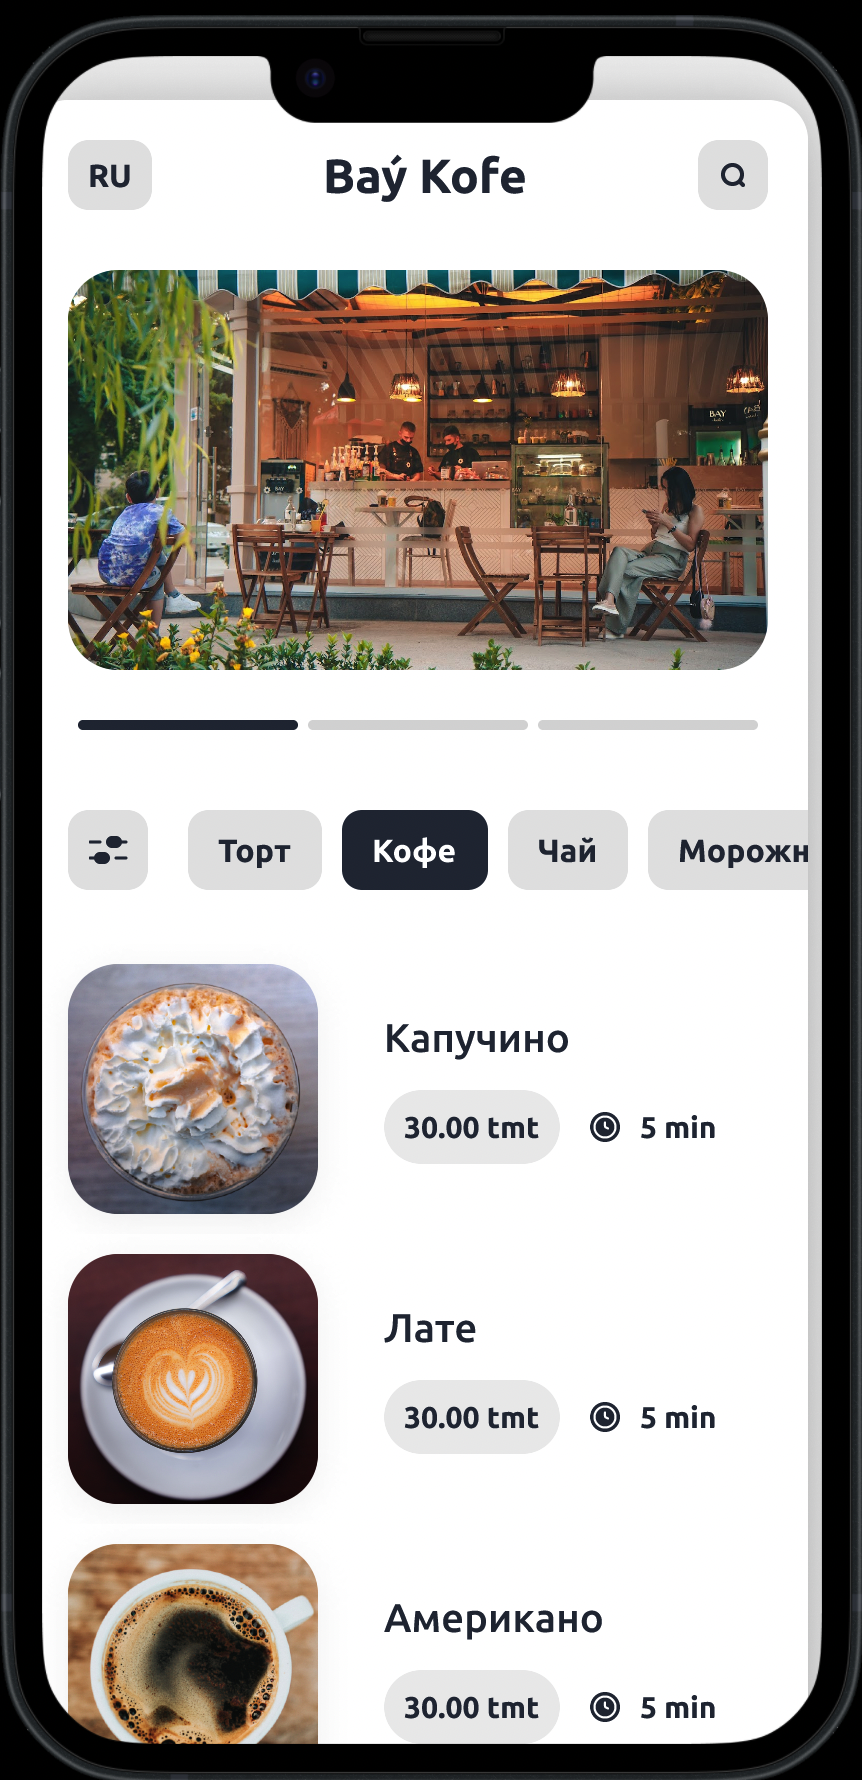 RU
Baý Kofe
BAY
Торт
Кофе
Чай
Морожн
Капучино
30.00 tmt
5 min
Лате
30.00 tmt
5 min
Американо
30.00 tmt
5 min